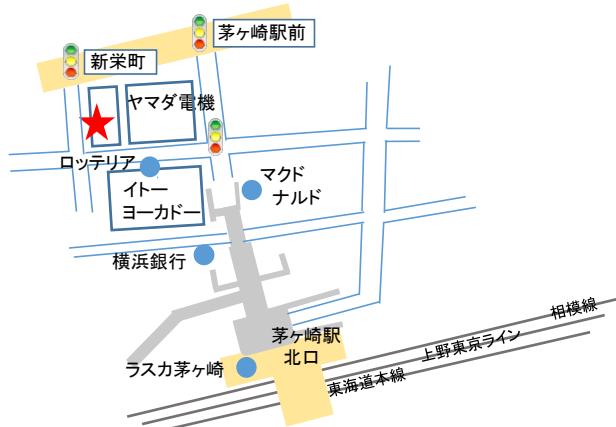 茅ヶ崎駅前
新栄町
ヤマダ電機
ロッテリア
マクド
ナルド
イトー
ヨーカドー
横浜銀行
茅ヶ崎駅
北口
ラスカ茅ヶ崎
相模線
上野東京ライン
東海道本線